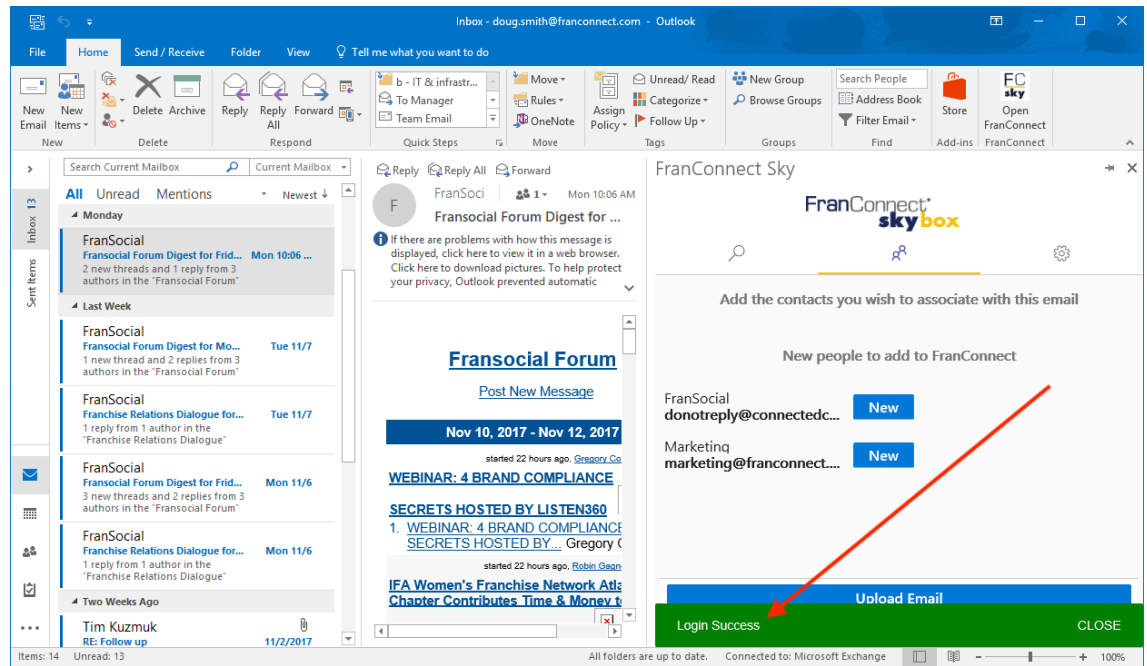 Inbox - doug.smith@franconnect.com - Outlook
File Home Send / Receive Folder View Tell me what you want to do
New Email
New Items
Delete
Archive
Delete
Reply
Reply All
Forward
Respond
b - IT & infrastr...
To Manager
Team Email
Quick Steps
Move
Rules
OneNote
Move
Assign Policy
Unread/ Read
Categorize
Follow Up
Tags
New Group
Browse Groups
Groups
Search People
Address Book
Filter Email
Find
Store
Add-ins
FC
sky
Open FranConnect
FranConnect
Inbox 13
Sent Items
Search Current Mailbox
Current Mailbox
All Unread Mentions Newest ↓
Monday
FranSocial
Fransocial Forum Digest for Frid... Mon 10:06 ...
2 new threads and 1 reply from 3
authors in the "Fransocial Forum"
Last Week
FranSocial
Fransocial Forum Digest for Mo... Tue 11/7
1 new thread and 2 replies from 3
authors in the "Fransocial Forum"
FranSocial
Franchise Relations Dialogue for... Tue 11/7
1 reply from 1 author in the
"Franchise Relations Dialogue"
FranSocial
Fransocial Forum Digest for Frid... Mon 11/6
3 new threads and 2 replies from 3
authors in the "Fransocial Forum"
FranSocial
Franchise Relations Dialogue for... Mon 11/6
1 reply from 1 author in the
"Franchise Relations Dialogue"
Two Weeks Ago
Tim Kuzmuk
RE: Follow up 11/2/2017
Reply Reply All Forward
F
FranSoci 1 Mon 10:06 AM
Fransocial Forum Digest for ...
If there are problems with how this message is
displayed, click here to view it in a web browser.
Click here to download pictures. To help protect
your privacy, Outlook prevented automatic
Fransocial Forum
Post New Message
Nov 10, 2017 - Nov 12, 2017
started 22 hours ago, Gregory Co
WEBINAR: 4 BRAND COMPLIANCE
SECRETS HOSTED BY LISTEN360
1. WEBINAR: 4 BRAND COMPLIANCE
SECRETS HOSTED BY... Gregory
started 22 hours ago, Robin Gagn
IFA Women's Franchise Network Atla
Chapter Contributes Time & Money t
FranConnect Sky
FranConnect
skybox
Add the contacts you wish to associate with this email
New people to add to FranConnect
FranSocial
donotreply@connectedc...
New
Marketing
marketing@franconnect....
New
Upload Email
Login Success CLOSE
Items: 14 Unread: 13 All folders are up to date. Connected to: Microsoft Exchange 100%